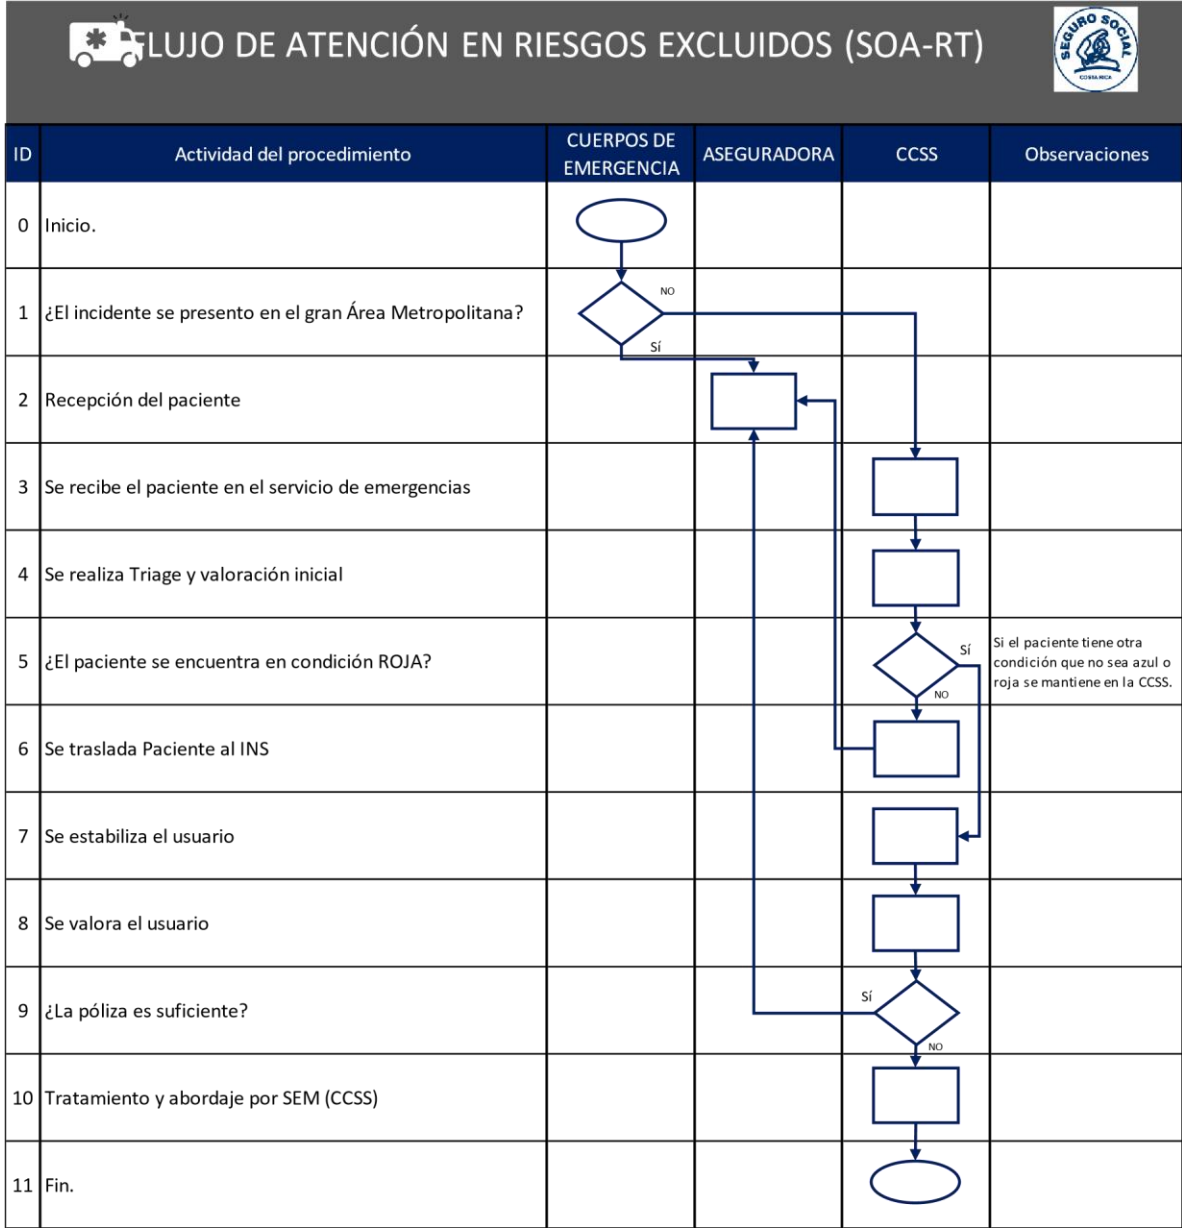 FLUJO DE ATENCIÓN EN RIESGOS EXCLUIDOS (SOA-RT)
SEGURO SOCIAL
COSTA RICA
ID Actividad del procedimiento CUERPOS DE EMERGENCIA ASEGURADORA CCSS Observaciones
0 Inicio.
1 ¿El incidente se presento en el gran Área Metropolitana?
NO
Sí
2 Recepción del paciente
3 Se recibe el paciente en el servicio de emergencias
4 Se realiza Triage y valoración inicial
5 ¿El paciente se encuentra en condición ROJA?
Sí
NO
Si el paciente tiene otra
condición que no sea azul o
roja se mantiene en la CCSS.
6 Se traslada Paciente al INS
7 Se estabiliza el usuario
8 Se valora el usuario
9 ¿La póliza es suficiente?
Sí
NO
10 Tratamiento y abordaje por SEM (CCSS)
11 Fin.